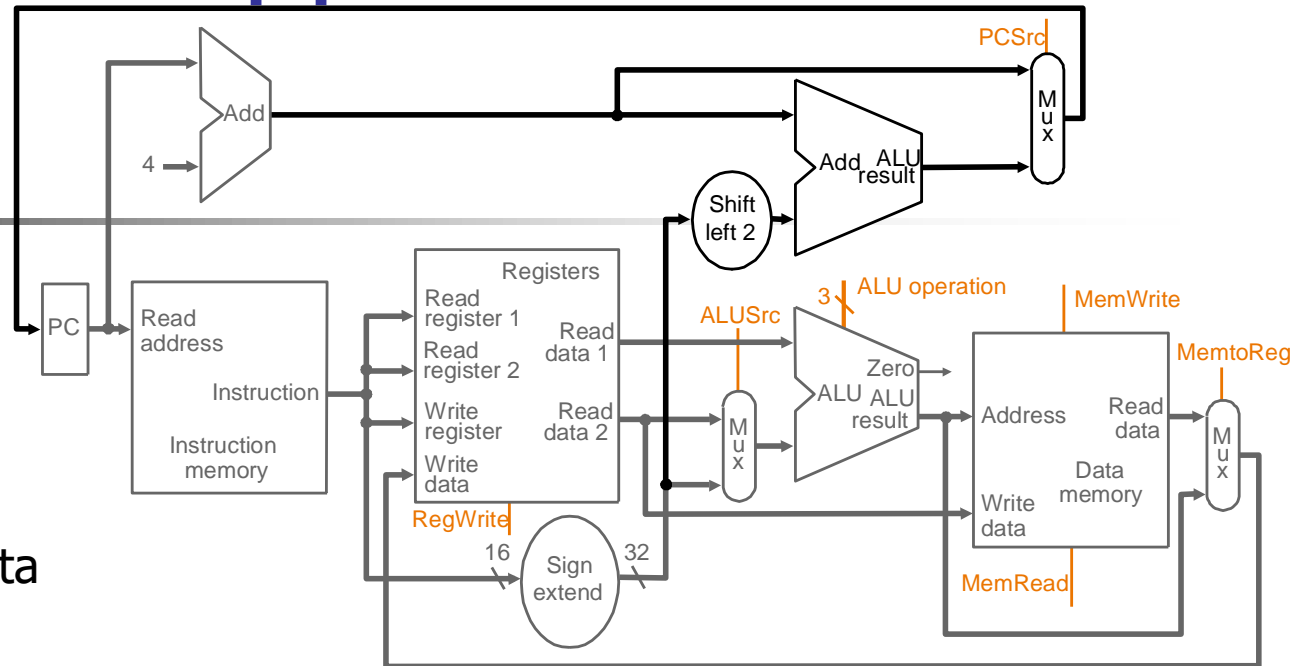 PCSrc
M
u
x
Add
4
Add
ALU
result
Shift
left 2
Registers
Read
register 1
Read
register 2
Write
register
Write
data
Read
data 1
Read
data 2
RegWrite
PC
Read
address
Instruction
Instruction
memory
ALUSrc
M
u
x
3
ALU operation
Zero
ALU
ALU
result
MemWrite
Address
Read
data
Data
memory
Write
data
MemRead
MemtoReg
M
u
x
16
Sign
extend
32
ta